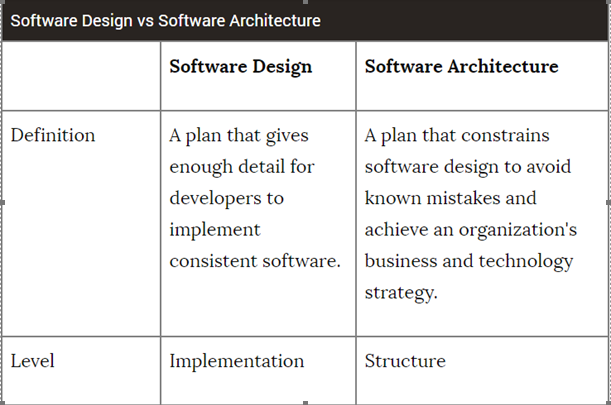 Software Design vs Software Architecture
Software Design
Software Architecture
Definition
A plan that gives
enough detail for
developers to
implement
consistent software.
A plan that constrains
software design to avoid
known mistakes and
achieve an organization's
business and technology
strategy.
Level
Implementation
Structure